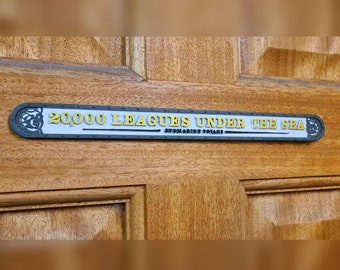 20,000 LEAGUES UNDER THE SEA
SUBMARINE VOYAGE